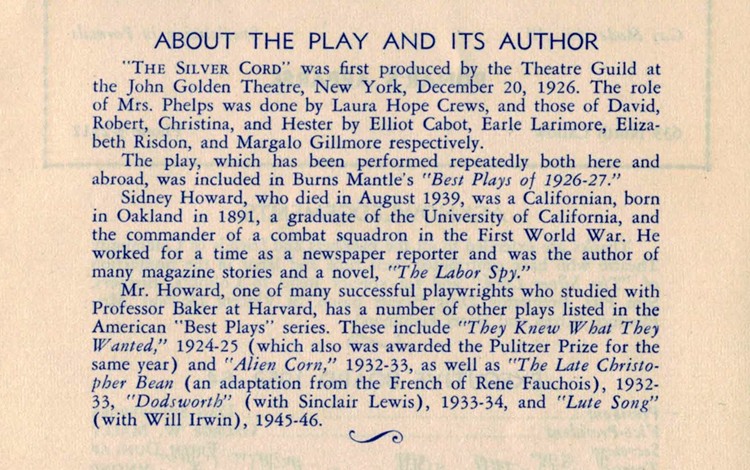 ABOUT THE PLAY AND ITS AUTHOR
"THE SILVER CORD" was first produced by the Theatre Guild at
the John Golden Theatre, New York, December 20, 1926. The role
of Mrs. Phelps was done by Laura Hope Crews, and those of David,
Robert, Christina, and Hester by Elliot Cabot, Earle Larimore, Eliza-
beth Risdon, and Margalo Gillmore respectively.
The play, which has been performed repeatedly both here and
abroad, was included in Burns Mantle's "Best Plays of 1926-27."
Sidney Howard, who died in August 1939, was a Californian, born
in Oakland in 1891, a graduate of the University of California, and
the commander of a combat squadron in the First World War. He
worked for a time as a newspaper reporter and was the author of
many magazine stories and a novel, "The Labor Spy."
Mr. Howard, one of many successful playwrights who studied with
Professor Baker at Harvard, has a number of other plays listed in the
American "Best Plays" series. These include "They Knew What They
Wanted," 1924-25 (which also was awarded the Pulitzer Prize for the
same year) and "Alien Corn," 1932-33, as well as "The Late Christo-
pher Bean (an adaptation from the French of Rene Fauchois), 1932-
33, "Dodsworth" (with Sinclair Lewis), 1933-34, and "Lute Song"
(with Will Irwin), 1945-46.